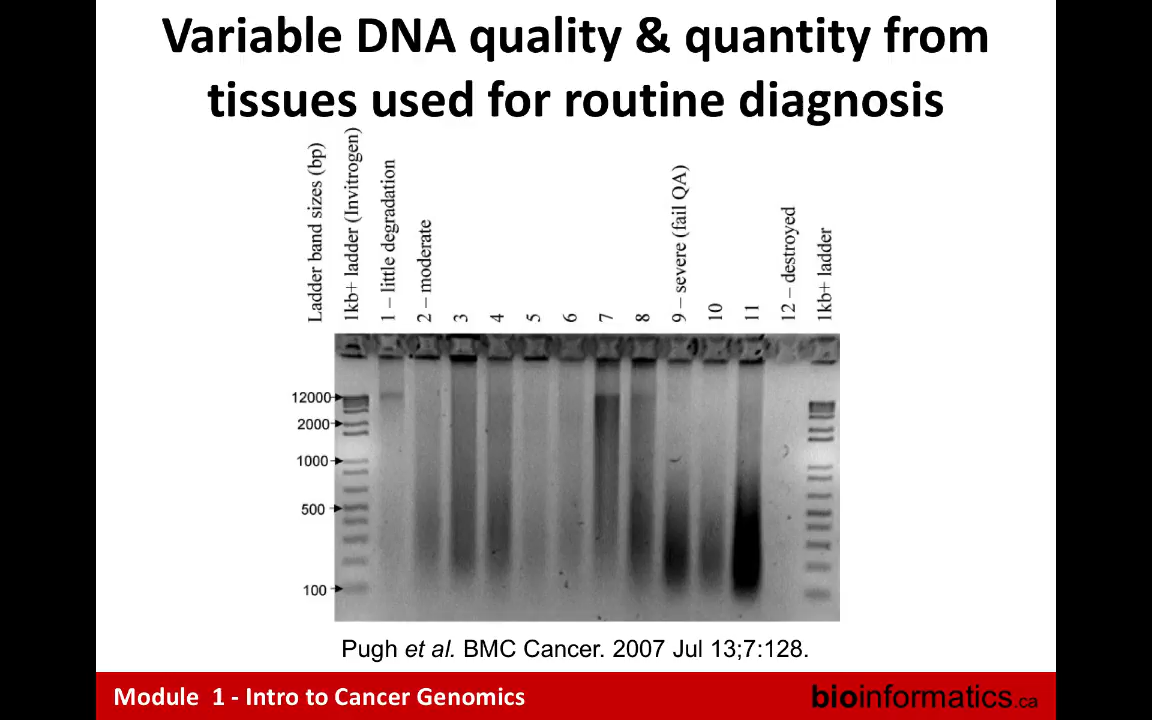 Variable DNA quality & quantity from
tissues used for routine diagnosis
Ladder band sizes (bp)
1kb+ ladder (Invitrogen)
1 – little degradation
2 – moderate
3
4
5
6
7
8
9 – severe (fail QA)
10
11
12 – destroyed
1kb+ ladder
12000
2000
1000
500
100
Pugh et al. BMC Cancer. 2007 Jul 13;7:128.
Module 1 - Intro to Cancer Genomics
bioinformatics.ca